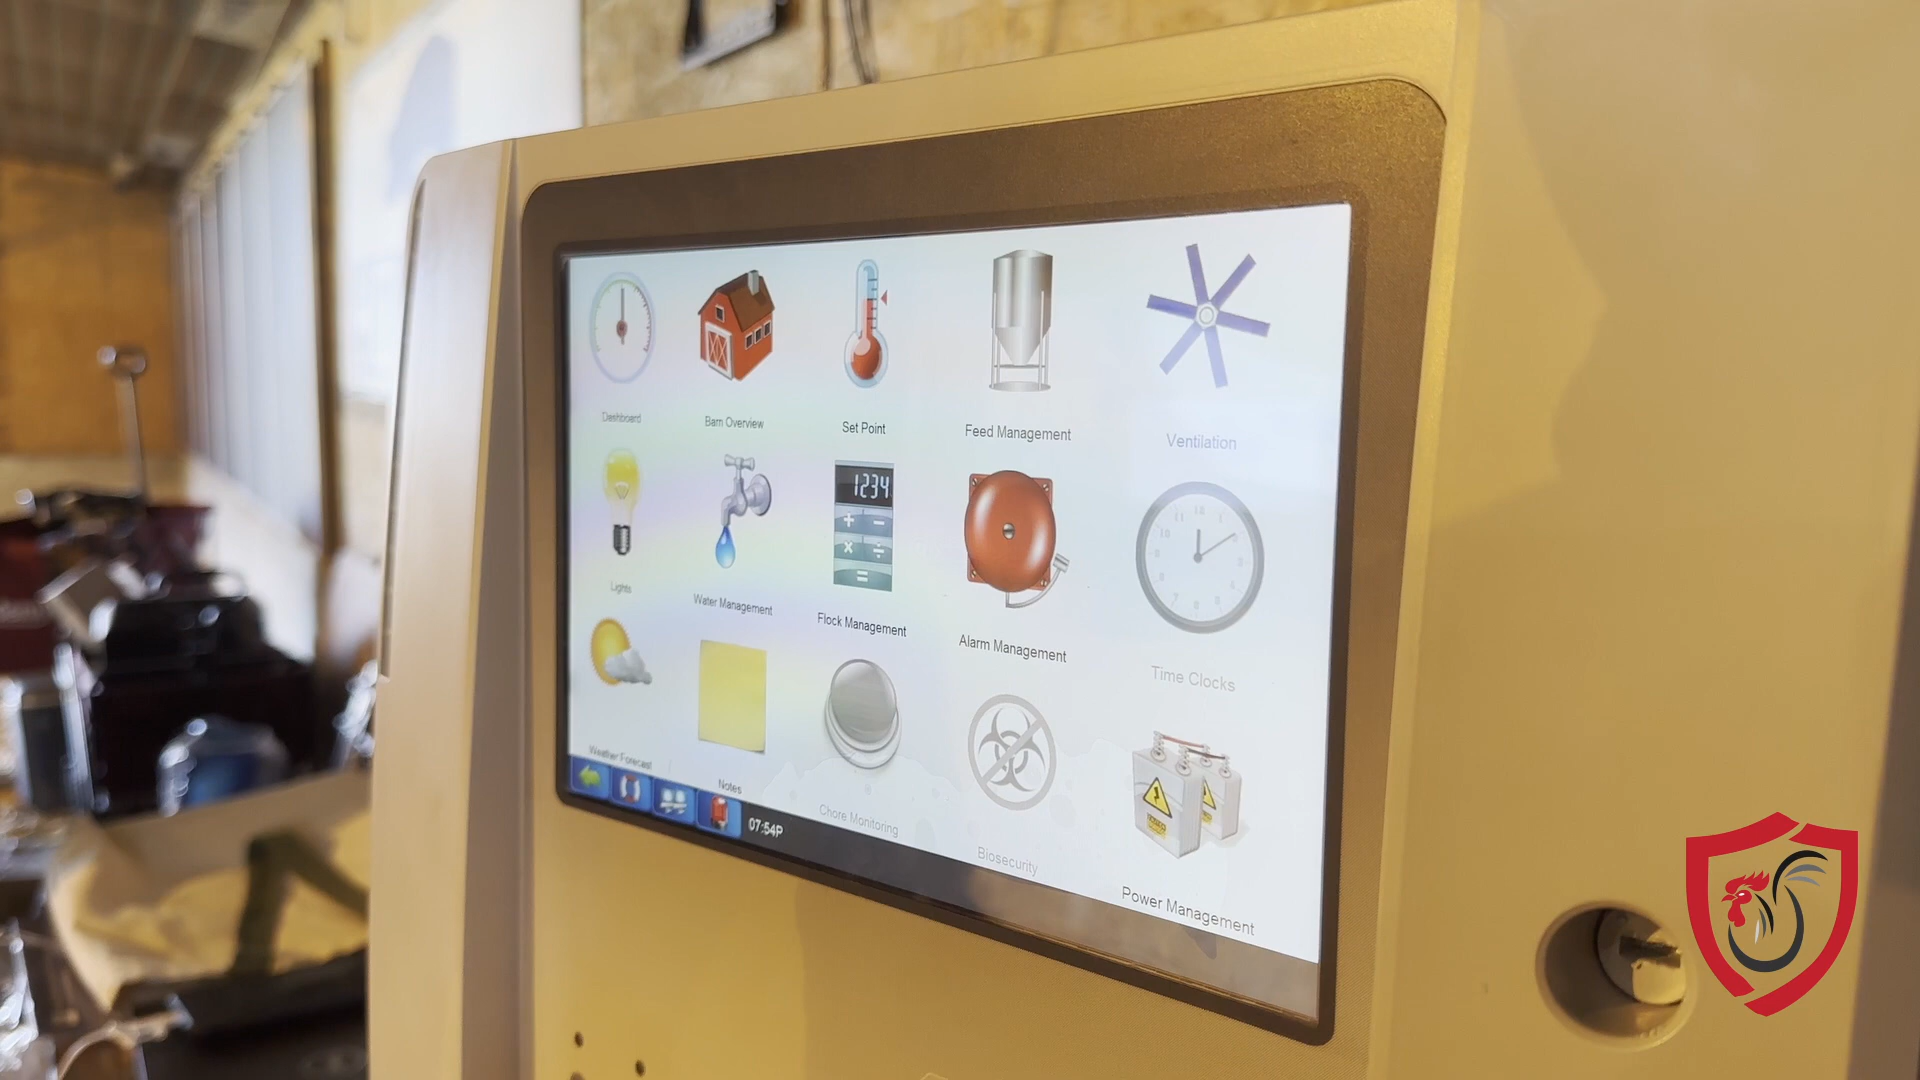 Dashboard
Barn Overview
Set Point
Feed Management
Ventilation
1234
Lights
Water Management
Flock Management
Alarm Management
Time Clocks
Weather Forecast
Notes
Chore Monitoring
Biosecurity
Power Management
07:54P